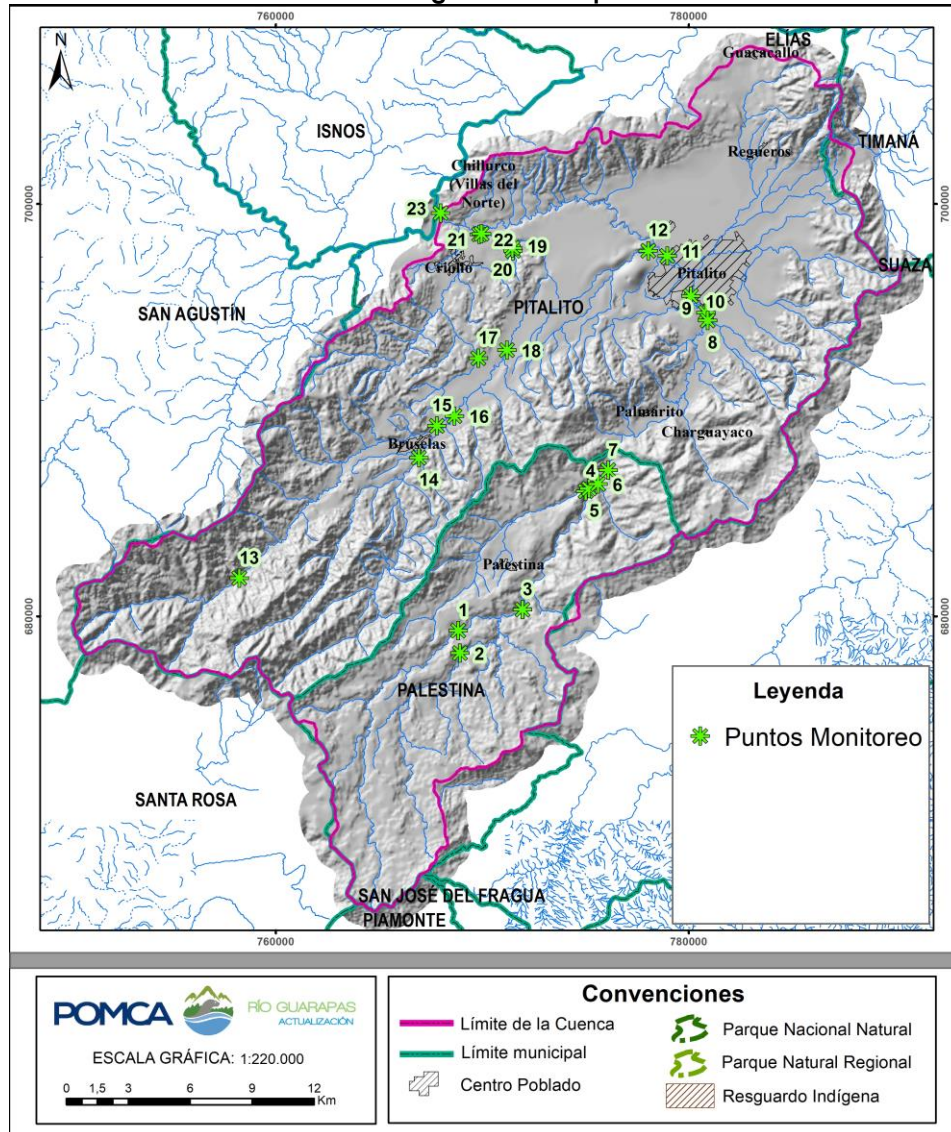 760000
780000
N
ELÍAS
Guacacallo
ISNOS
TIMANÁ
Regueros
Chillurco
(Villas del
Norte)
700000
700000
23
12
21
22
19
11
Criollo
20
Pitalito
SUAZA
PITALITO
SAN AGUSTÍN
9
10
8
17
18
15
16
Palmarito
Charguayaco
Bruselas
14
7
4
6
5
13
Palestina
3
680000
680000
1
2
PALESTINA
Leyenda
Puntos Monitoreo
SANTA ROSA
SAN JOSÉ DEL FRAGUA
PIAMONTE
760000
780000
POMCA
RÍO GUARAPAS
ACTUALIZACIÓN
ESCALA GRÁFICA: 1:220.000
0 1,5 3 6 9 12
Km
Convenciones
Límite de la Cuenca
Límite municipal
Centro Poblado
Parque Nacional Natural
Parque Natural Regional
Resguardo Indígena